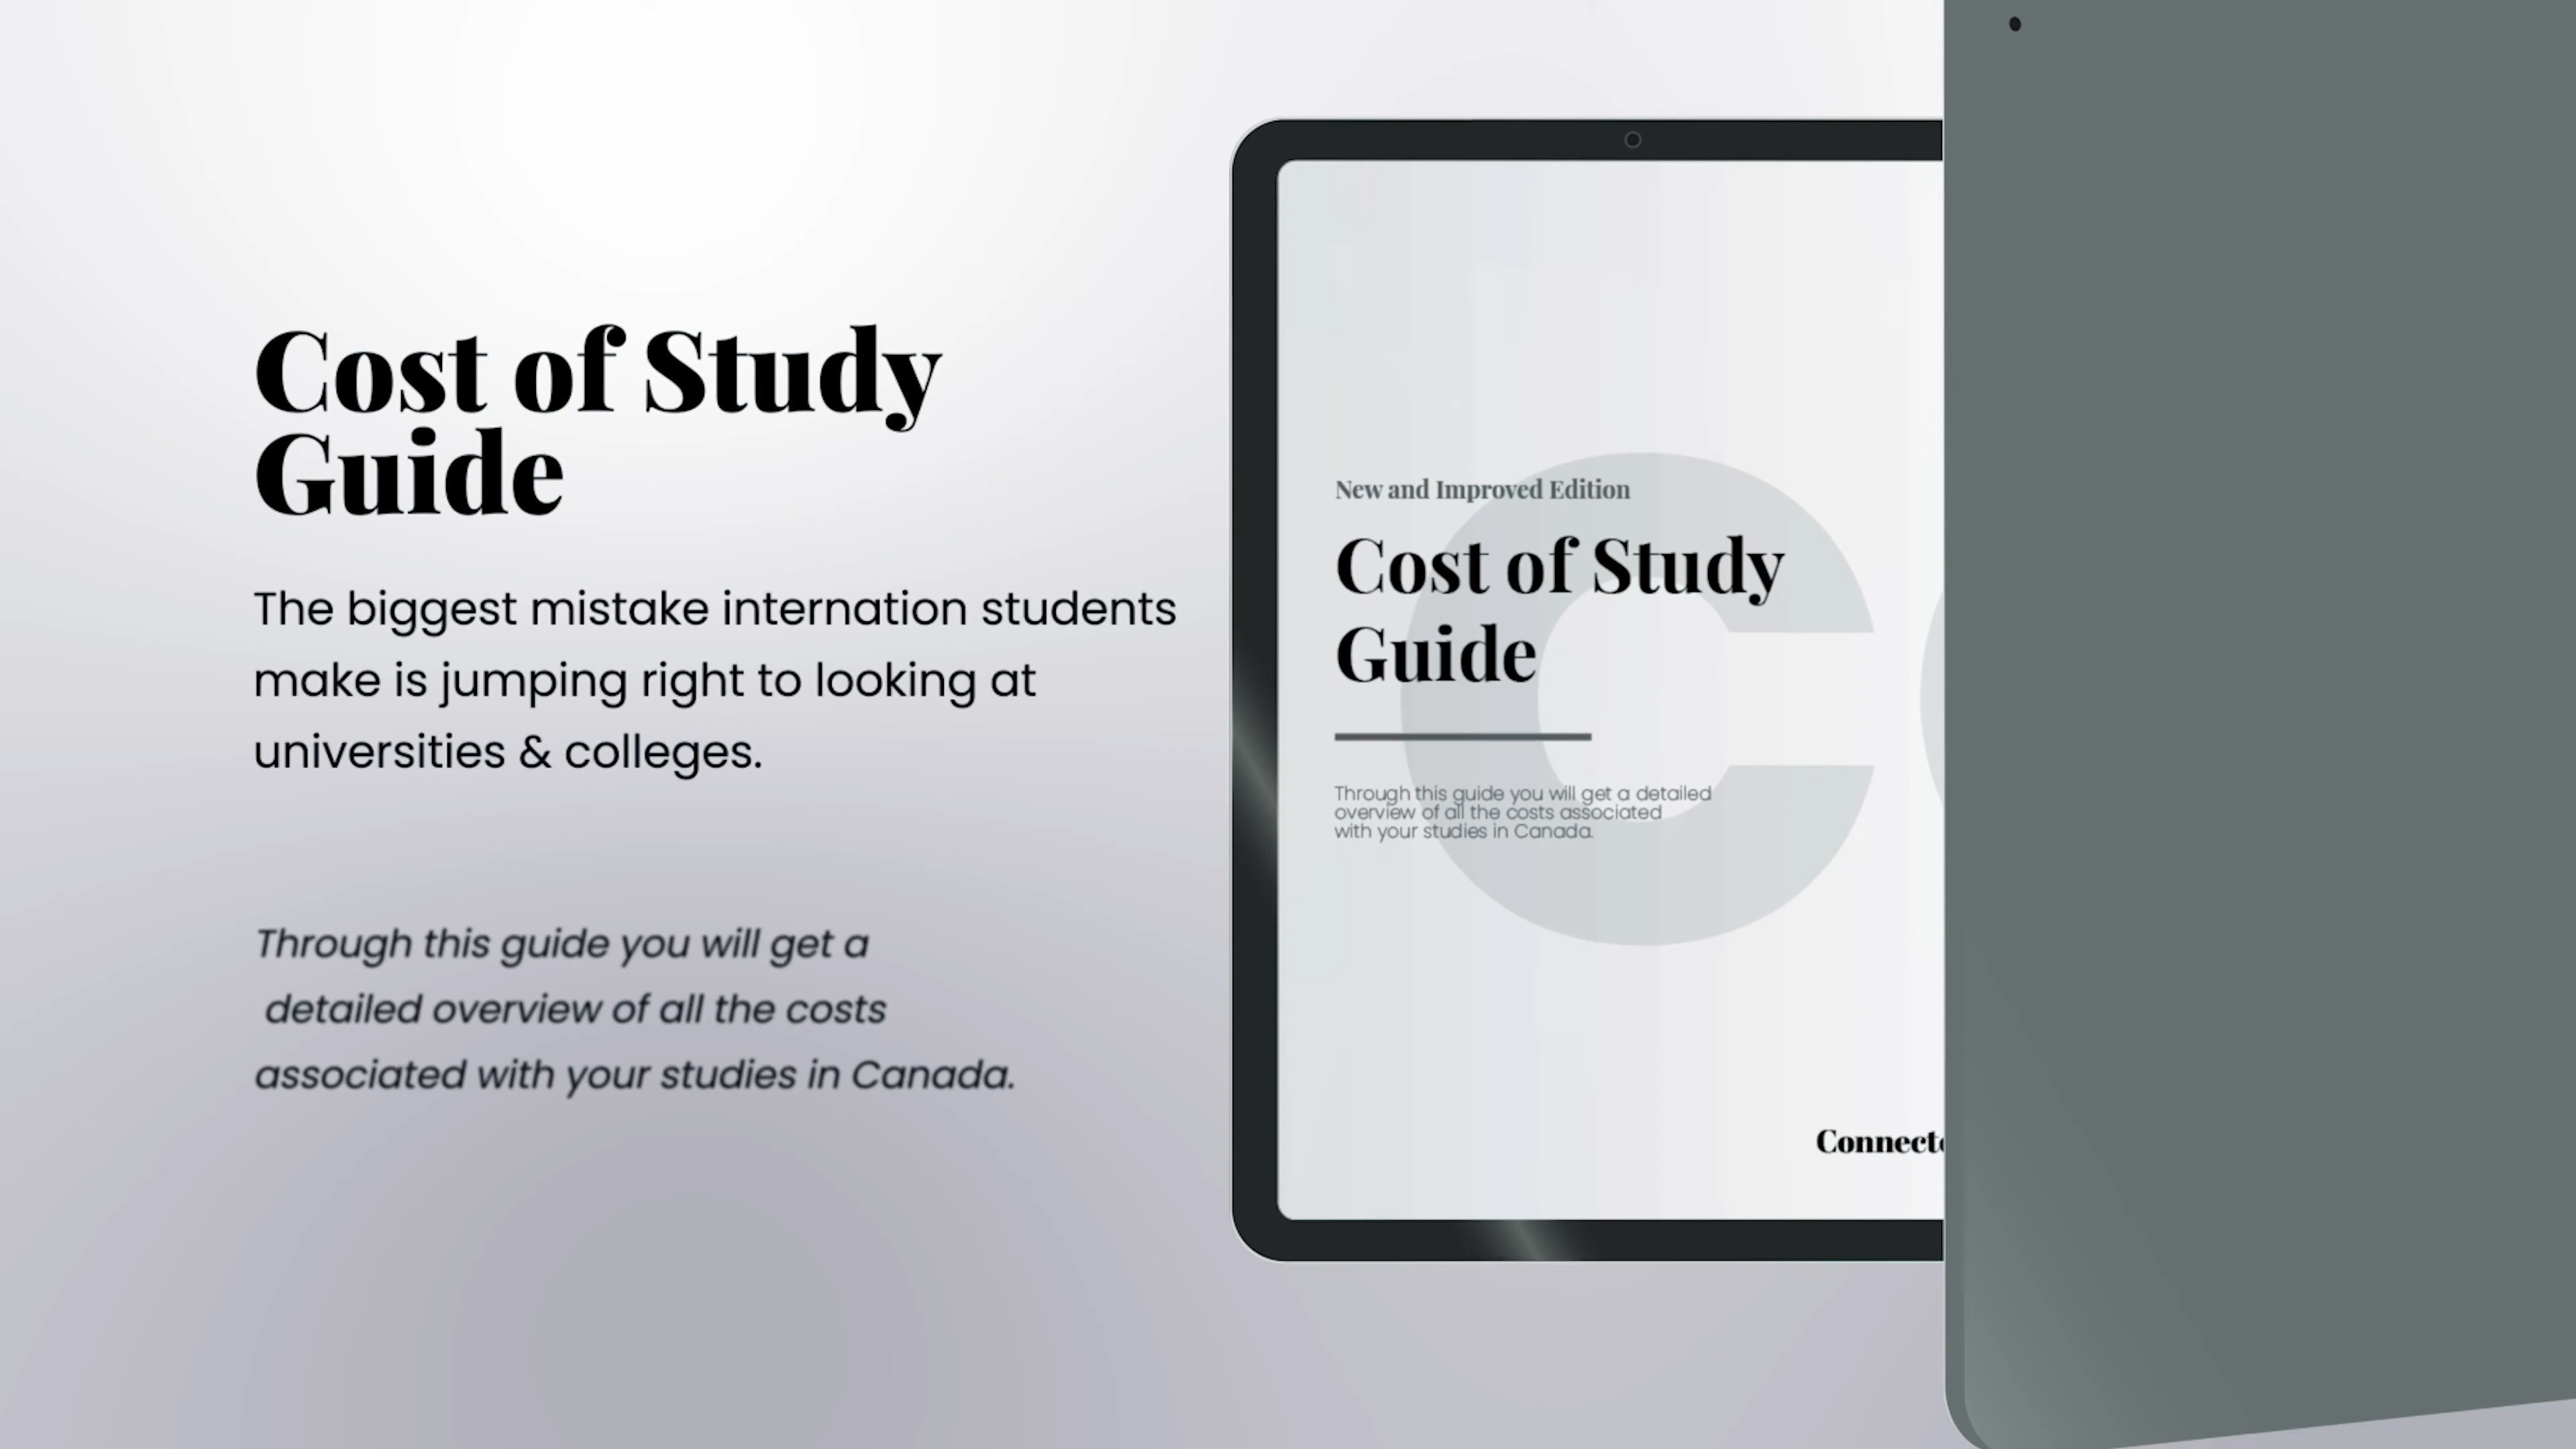 Cost of Study
Guide
The biggest mistake internation students
make is jumping right to looking at
universities & colleges.
Through this guide you will get a
detailed overview of all the costs
associated with your studies in Canada.
New and Improved Edition
Cost of Study
Guide
Through this guide you will get a detailed
overview of all the costs associated
with your studies in Canada.